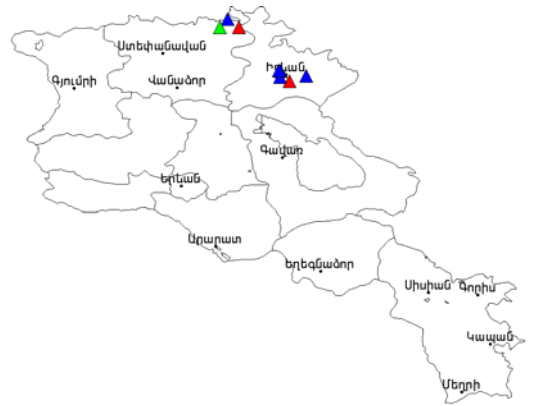 Ստեփանավան
Իջևան
Գյումրի
Վանաձոր
Գավառ
Երևան
Արարատ
Եղեգնաձոր
Սիսիան
Գորիս
Կապան
Մեղրի